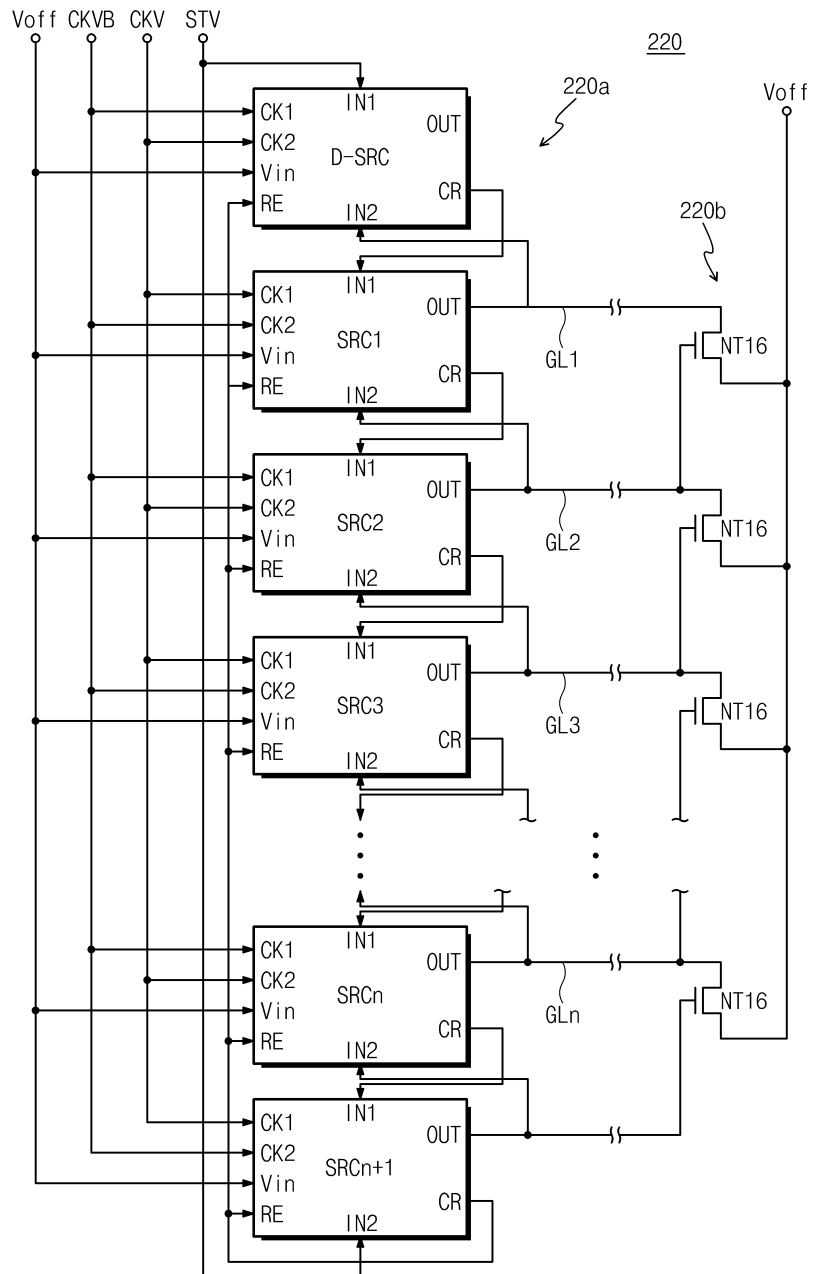 Voff CKVB CKV STV
220
220a
Voff
220b
IN1
CK1
CK2
Vin
RE
D-SRC
OUT
CR
IN2
IN1
CK1
CK2
Vin
RE
SRC1
OUT
CR
IN2
GL1
NT16
IN1
CK1
CK2
Vin
RE
SRC2
OUT
CR
IN2
GL2
NT16
IN1
CK1
CK2
Vin
RE
SRC3
OUT
CR
IN2
GL3
NT16
IN1
CK1
CK2
Vin
RE
SRCn
OUT
CR
IN2
GLn
NT16
IN1
CK1
CK2
Vin
RE
SRCn+1
OUT
CR
IN2